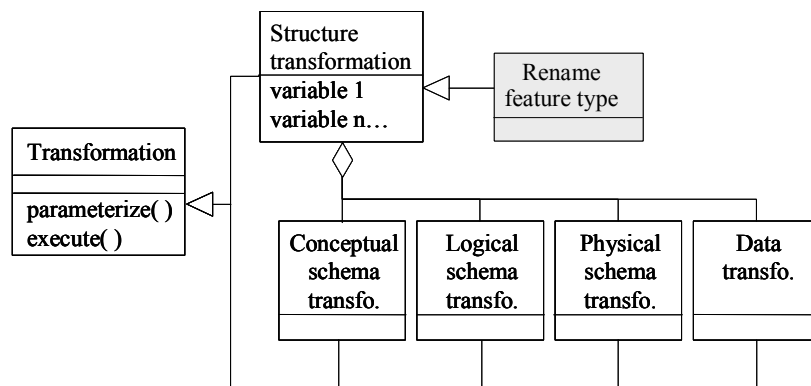 Structure
transformation
variable 1
variable n…
Rename
feature type
Transformation
parameterize( )
execute( )
Conceptual
schema
transfo.
Logical
schema
transfo.
Physical
schema
transfo.
Data
transfo.